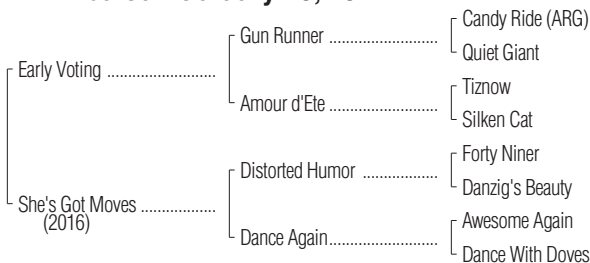 Candy Ride (ARG)
Gun Runner ........................
Quiet Giant
Early Voting ........................
Tiznow
Amour d'Ete ........................
Silken Cat
Forty Niner
Distorted Humor .................
Danzig's Beauty
She's Got Moves .................
(2016)
Awesome Again
Dance Again........................
Dance With Doves